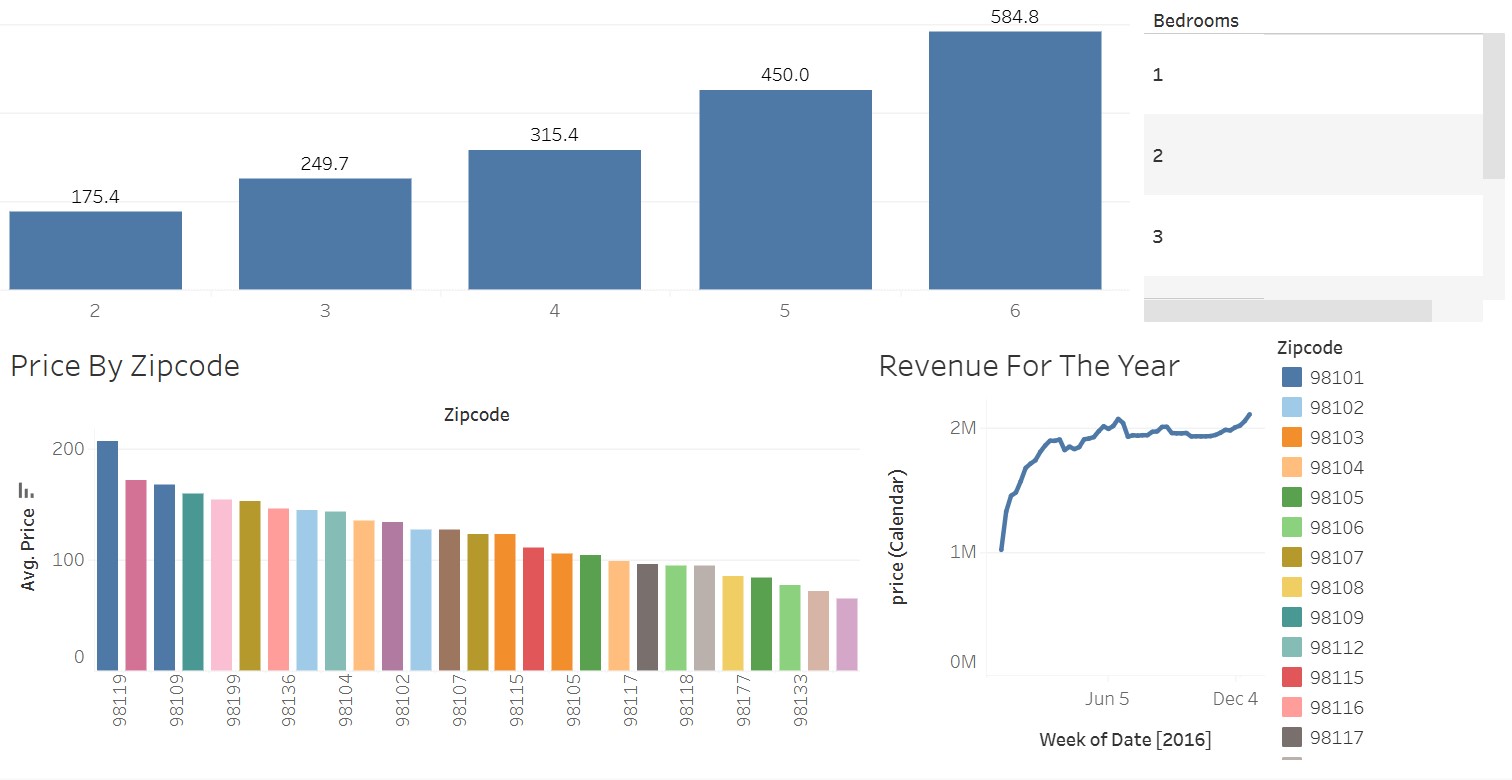 584.8
450.0
315.4
249.7
175.4
2 3 4 5 6
Bedrooms
1
2
3
Price By Zipcode
Zipcode
200
100
0
Avg. Price
98119 98109 98199 98136 98104 98102 98107 98115 98105 98117 98118 98177 98133
Revenue For The Year
2M
1M
0M
price (Calendar)
Jun 5 Dec 4
Week of Date [2016]
Zipcode
98101
98102
98103
98104
98105
98106
98107
98108
98109
98112
98115
98116
98117